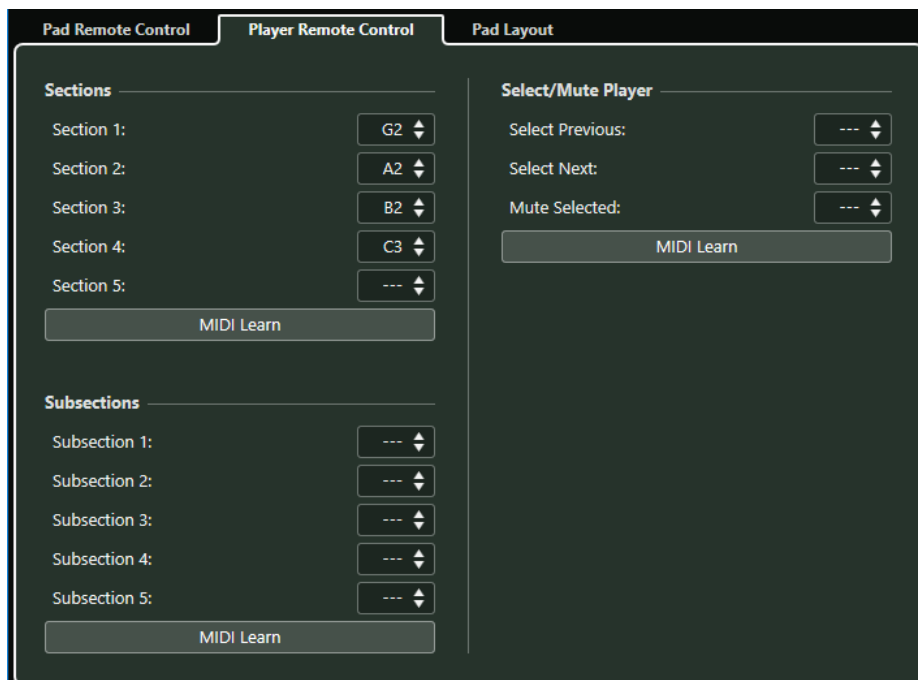 Pad Remote Control Player Remote Control Pad Layout
Sections
Section 1: G2
Section 2: A2
Section 3: B2
Section 4: C3
Section 5: ---
MIDI Learn
Subsections
Subsection 1: ---
Subsection 2: ---
Subsection 3: ---
Subsection 4: ---
Subsection 5: ---
MIDI Learn
Select/Mute Player
Select Previous: ---
Select Next: ---
Mute Selected: ---
MIDI Learn